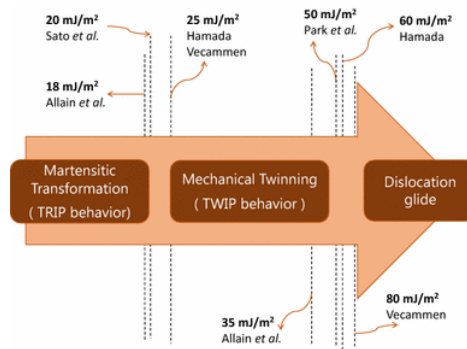 20 mJ/m²
Sato et al.
25 mJ/m²
Hamada
Vecammen
50 mJ/m²
Park et al.
60 mJ/m²
Hamada
18 mJ/m²
Allain et al.
Martensitic
Transformation
( TRIP behavior)
Mechanical Twinning
( TWIP behavior )
Dislocation
glide
35 mJ/m²
Allain et al.
80 mJ/m²
Vecammen